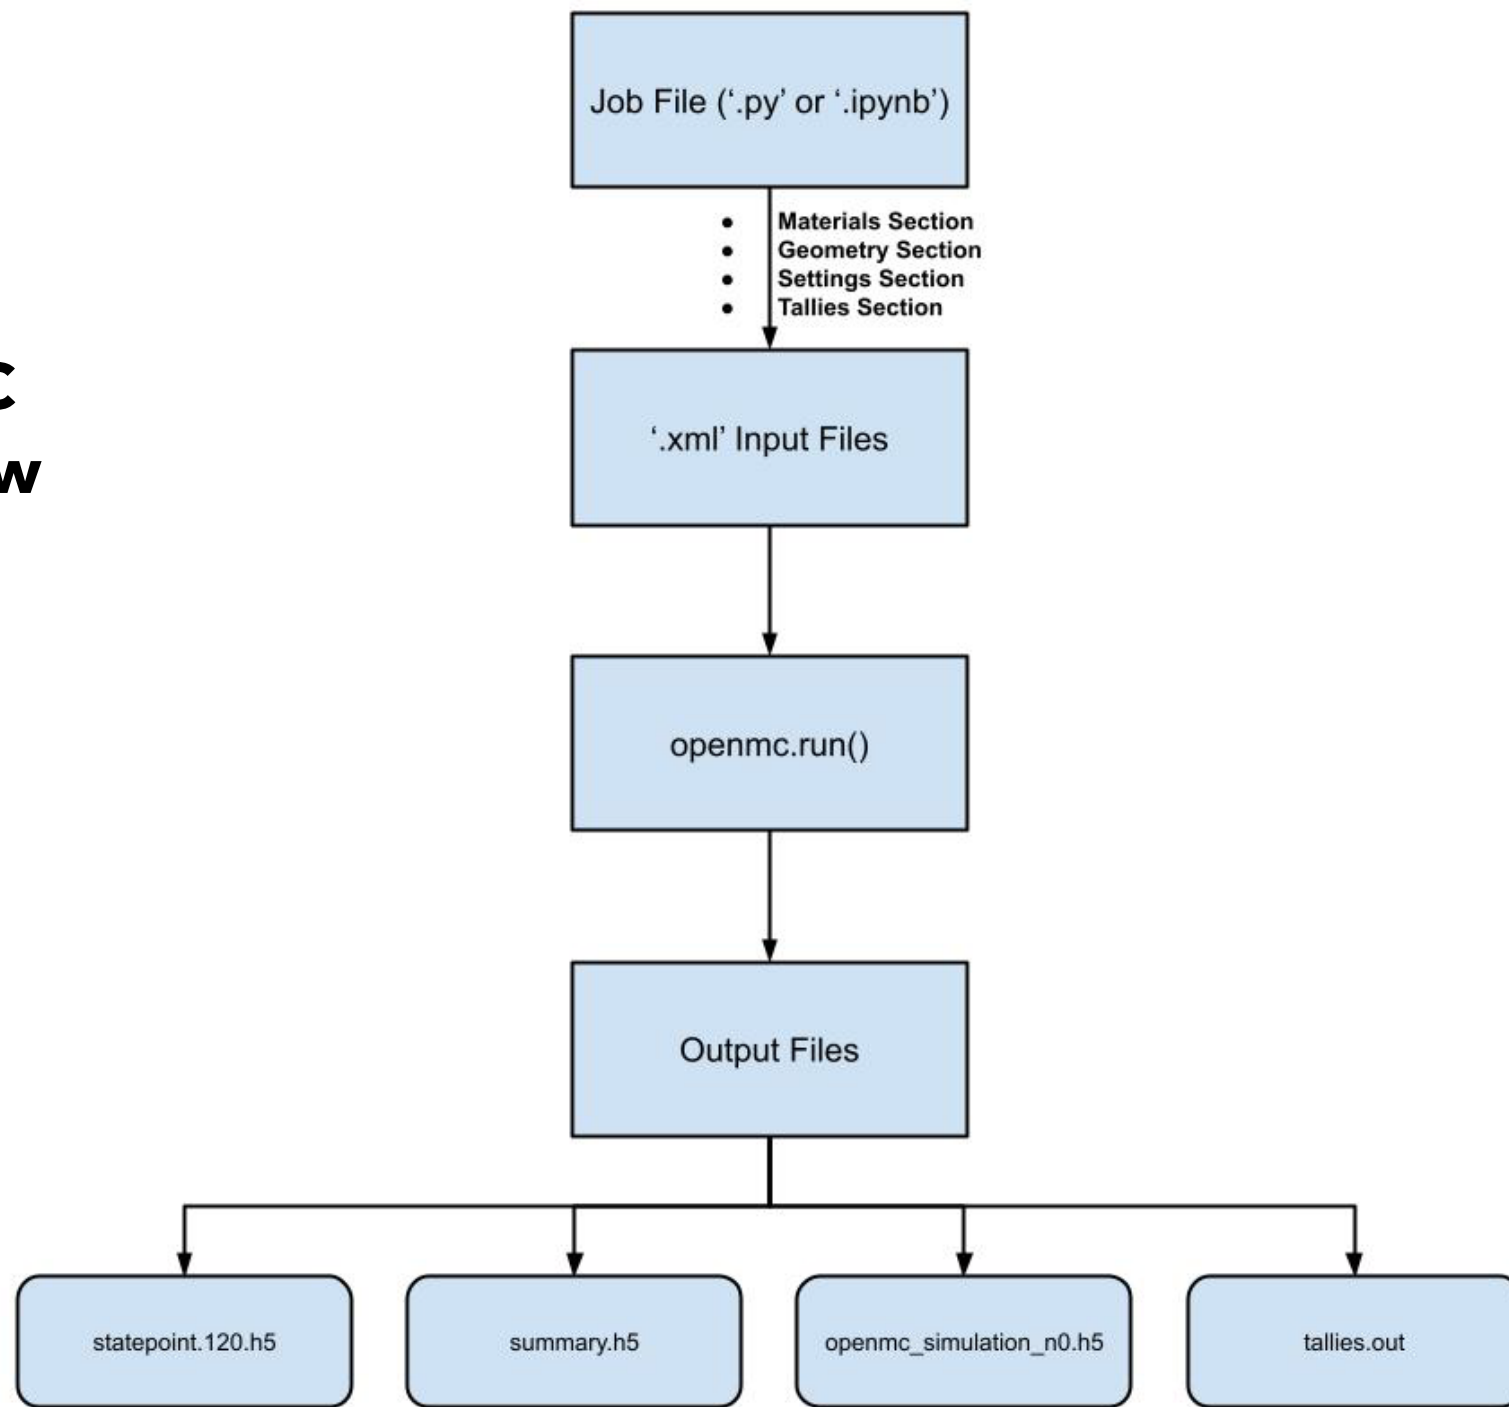 Job File (‘.py’ or ‘.ipynb’)
● Materials Section
● Geometry Section
● Settings Section
● Tallies Section
‘.xml’ Input Files
openmc.run()
Output Files
statepoint.120.h5
summary.h5
openmc_simulation_n0.h5
tallies.out